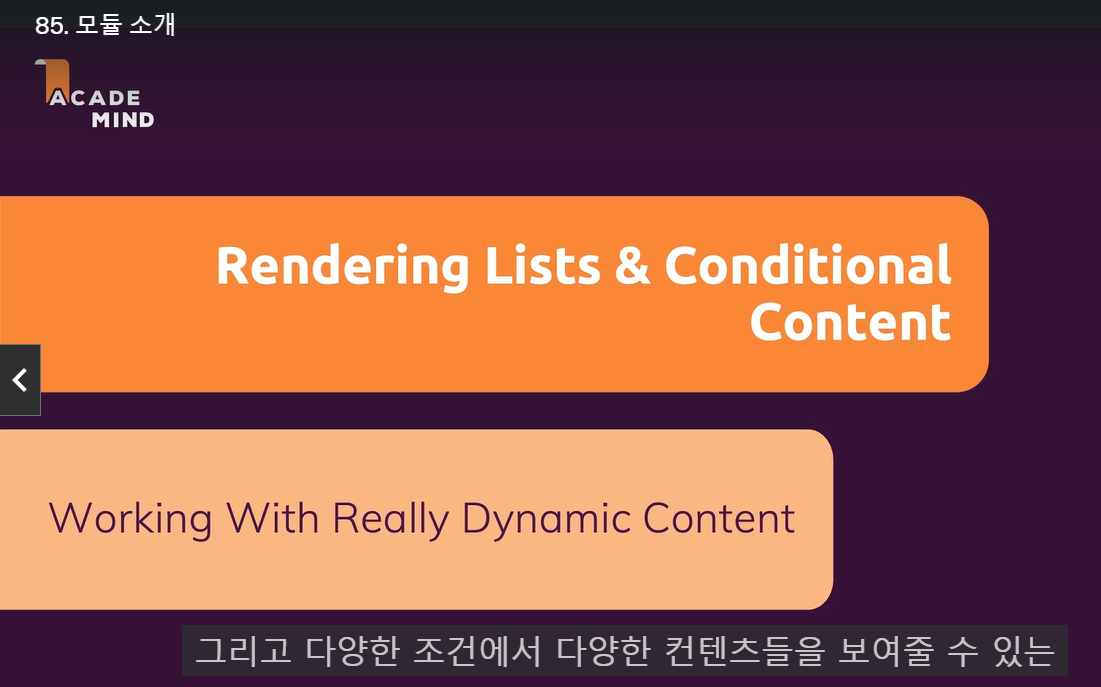 85. 모듈 소개
ACADE
MIND
Rendering Lists & Conditional
Content
Working With Really Dynamic Content
그리고 다양한 조건에서 다양한 컨텐츠들을 보여줄 수 있는